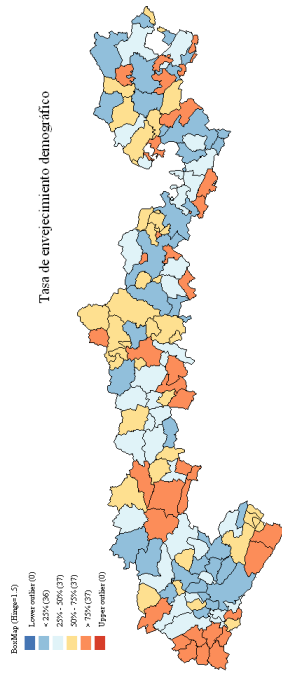 Tasa de envejecimiento demográfico
BoxMap (Hinge=1.5)
Lower outlier (0)
< 25% (36)
25% - 50% (37)
50% - 75% (37)
> 75% (37)
Upper outlier (0)